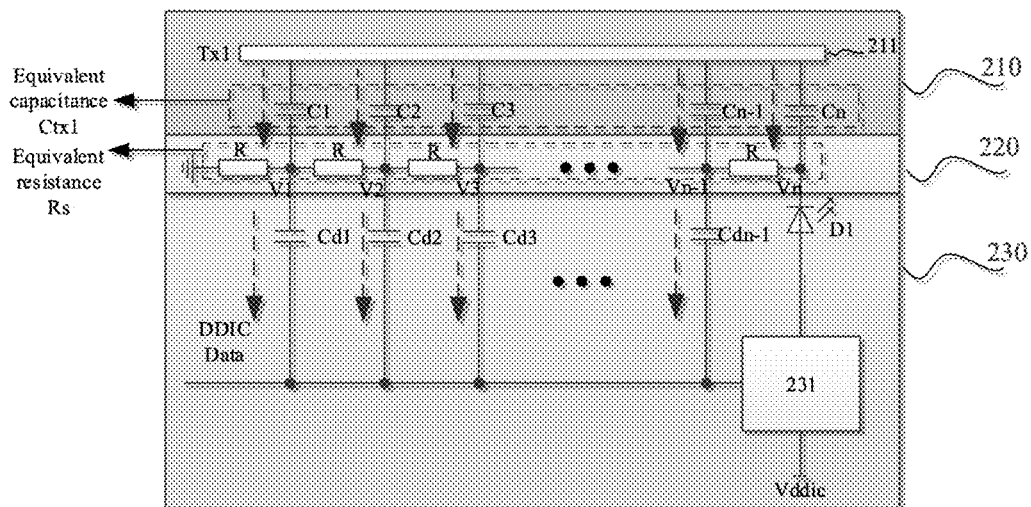 Tx1
211
210
Equivalent
capacitance
Ctx1
C1
C2
C3
Cn-1
Cn
Equivalent
resistance
Rs
R
R
R
R
220
V1
V2
V3
Vn-1
Vn
Cd1
Cd2
Cd3
Cdn-1
D1
230
DDIC
Data
231
Vddic